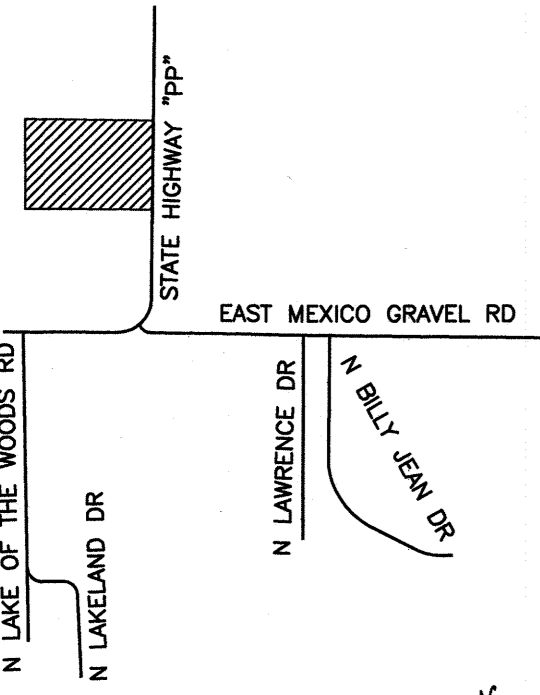 STATE HIGHWAY "PP"
EAST MEXICO GRAVEL RD
N LAKE OF THE WOODS RD
N LAKELAND DR
N LAWRENCE DR
N BILLY JEAN DR